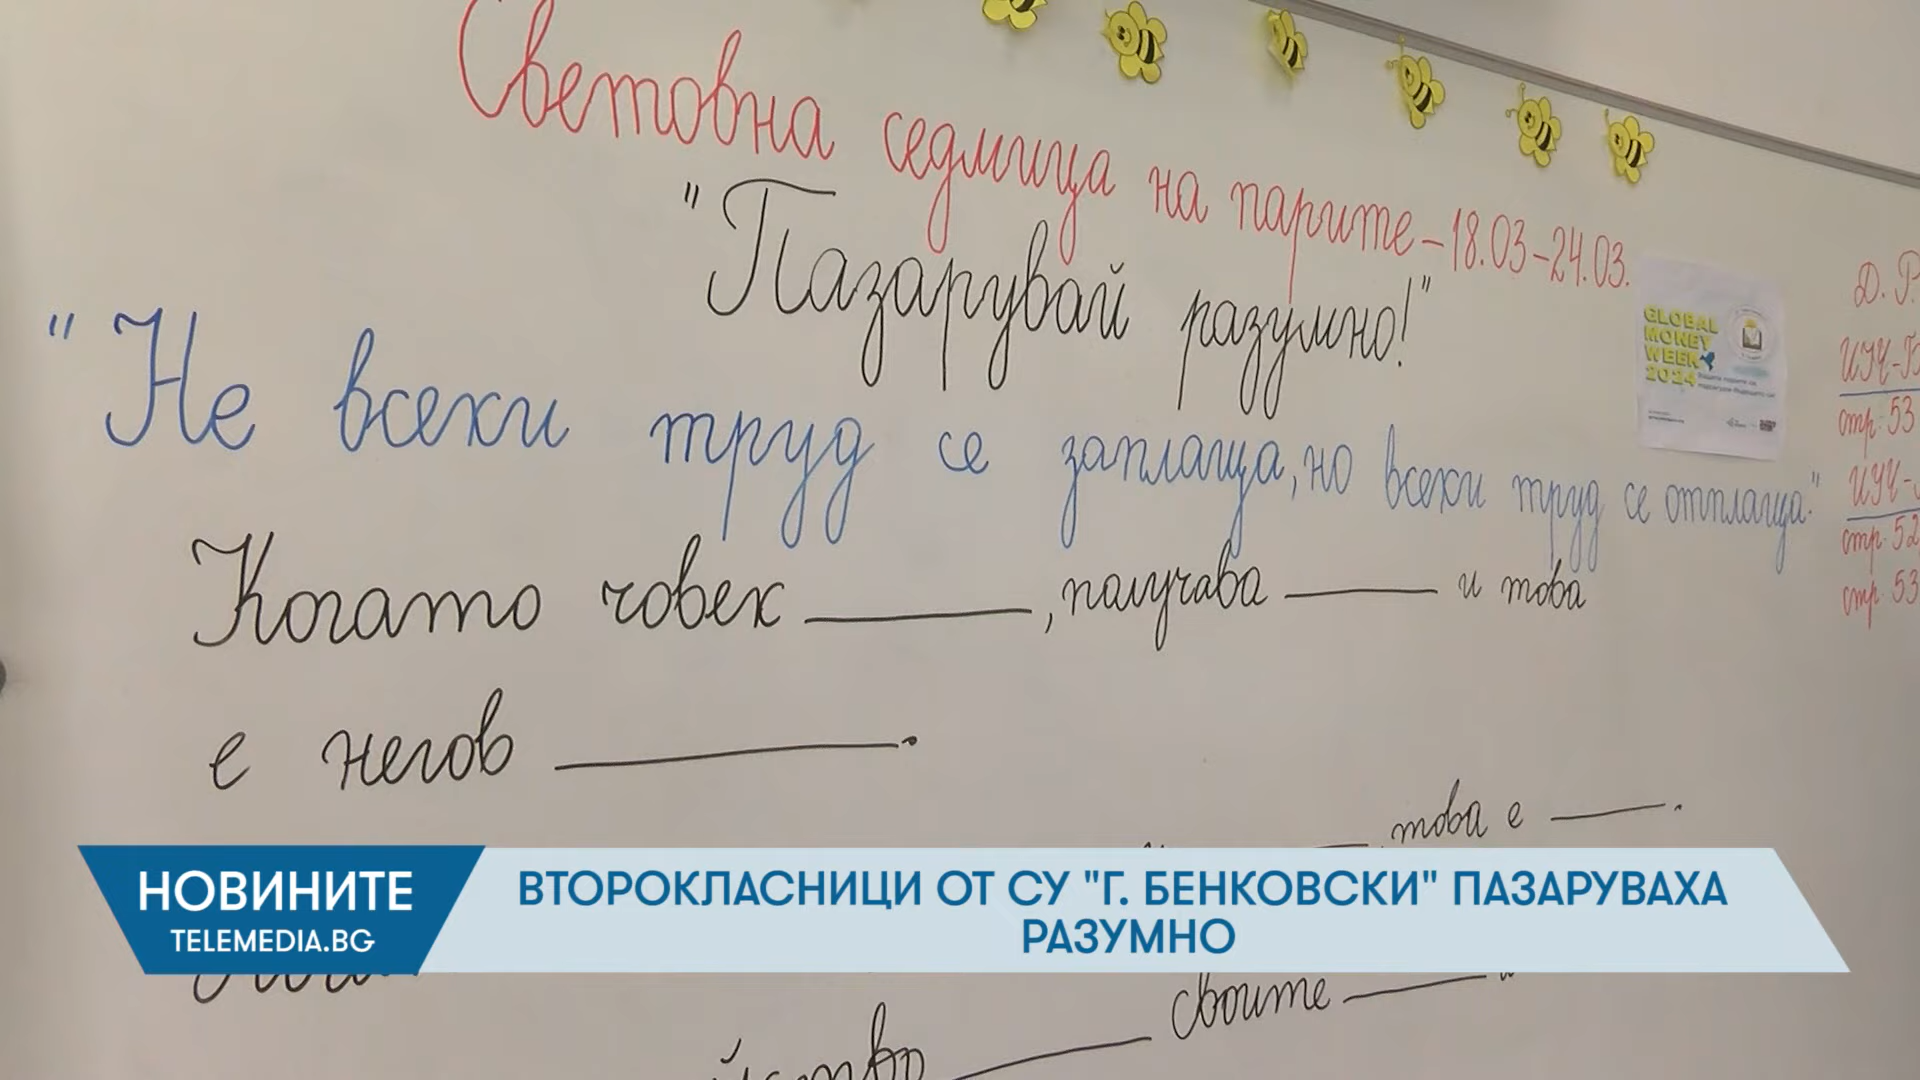 Световна седмица на парите - 18.03 - 24.03.
"Пазарувай разумно!"
"Не всеки труд се заплаща, но всеки труд се отплаща."
Когато човек ______, получава ______ и това
е негов ______.
това е ______.
своите ______
GLOBAL
MONEY
WEEK
2024
Д. Р.
стр. 53
стр. 52
стр. 53
НОВИНИТЕ
TELEMEDIA.BG
ВТОРОКЛАСНИЦИ ОТ СУ "Г. БЕНКОВСКИ" ПАЗАРУВАХА
РАЗУМНО